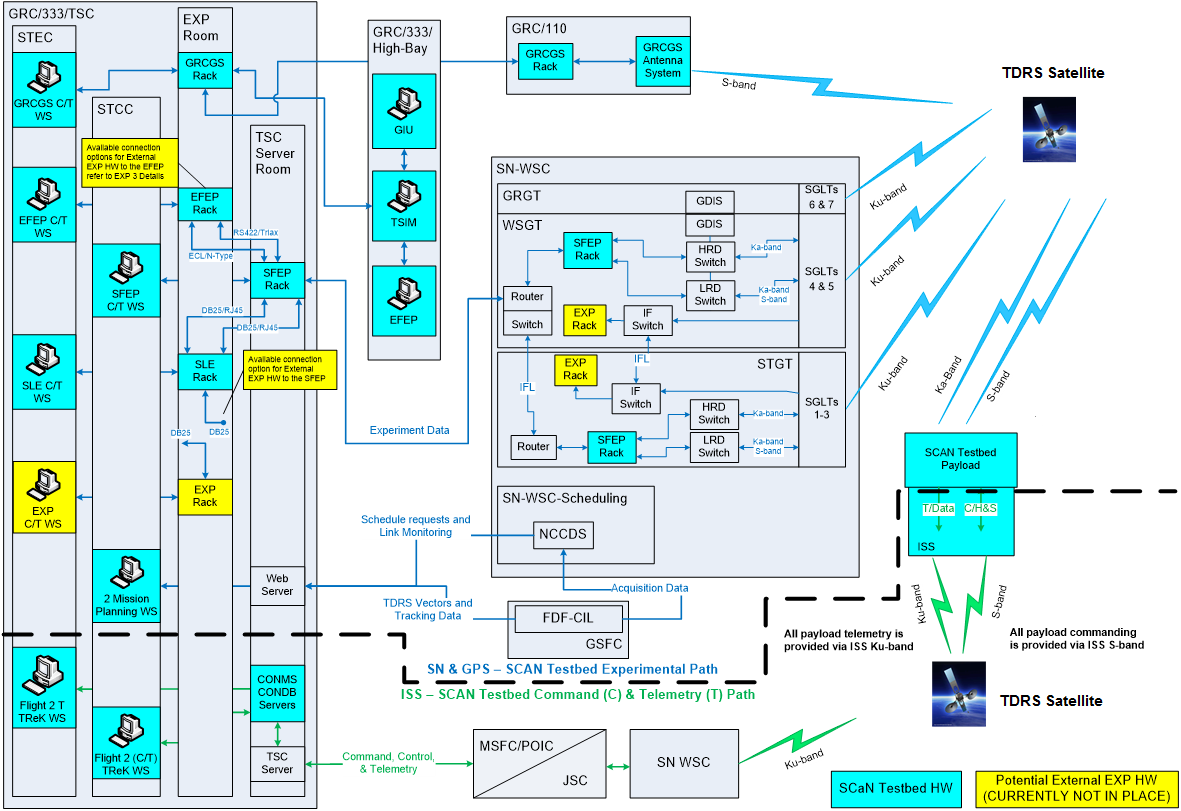 GRC/333/TSC
STEC
GRCGS C/T
WS
EFEP C/T
WS
SLE C/T
WS
EXP
C/T WS
Flight 2 T
TReK WS
STCC
SFEP
C/T WS
2 Mission
Planning WS
Flight 2 (C/T)
TReK WS
EXP
Room
GRCGS
Rack
Available connection
options for External
EXP HW to the EFEP
refer to EXP 3 Details
EFEP
Rack
RS422/Triax
ECL/N-Type
DB25/RJ45
DB25/RJ45
SLE
Rack
Available connection
option for External
EXP HW to the SFEP
DB25
DB25
EXP
Rack
TSC
Server
Room
SFEP
Rack
Web
Server
CONMS
CONDB
Servers
TSC
Server
GRC/333/
High-Bay
GIU
TSIM
EFEP
GRC/110
GRCGS
Rack
GRCGS
Antenna
System
S-band
TDRS Satellite
SN-WSC
GRGT
GDIS
SGLTs
6 & 7
WSGT
GDIS
SFEP
Rack
HRD
Switch
Ka-band
LRD
Switch
Ka-band
S-band
SGLTs
4 & 5
Router
Switch
EXP
Rack
IF
Switch
IFL
IFL
STGT
EXP
Rack
IF
Switch
SGLTs
1-3
HRD
Switch
Ka-band
Router
SFEP
Rack
LRD
Switch
Ka-band
S-band
Ku-band
Ku-band
Ku-band
Ka-Band
S-band
Experiment Data
SN-WSC-Scheduling
NCCDS
Schedule requests and
Link Monitoring
Acquisition Data
TDRS Vectors and
Tracking Data
FDF-CIL
GSFC
SCAN Testbed
Payload
T/Data
C/H&S
ISS
Ku-band
S-band
All payload telemetry is
provided via ISS Ku-band
All payload commanding
is provided via ISS S-band
SN & GPS – SCAN Testbed Experimental Path
ISS – SCAN Testbed Command (C) & Telemetry (T) Path
TDRS Satellite
Command, Control,
& Telemetry
MSFC/POIC
JSC
SN WSC
Ku-band
SCaN Testbed HW
Potential External EXP HW
(CURRENTLY NOT IN PLACE)